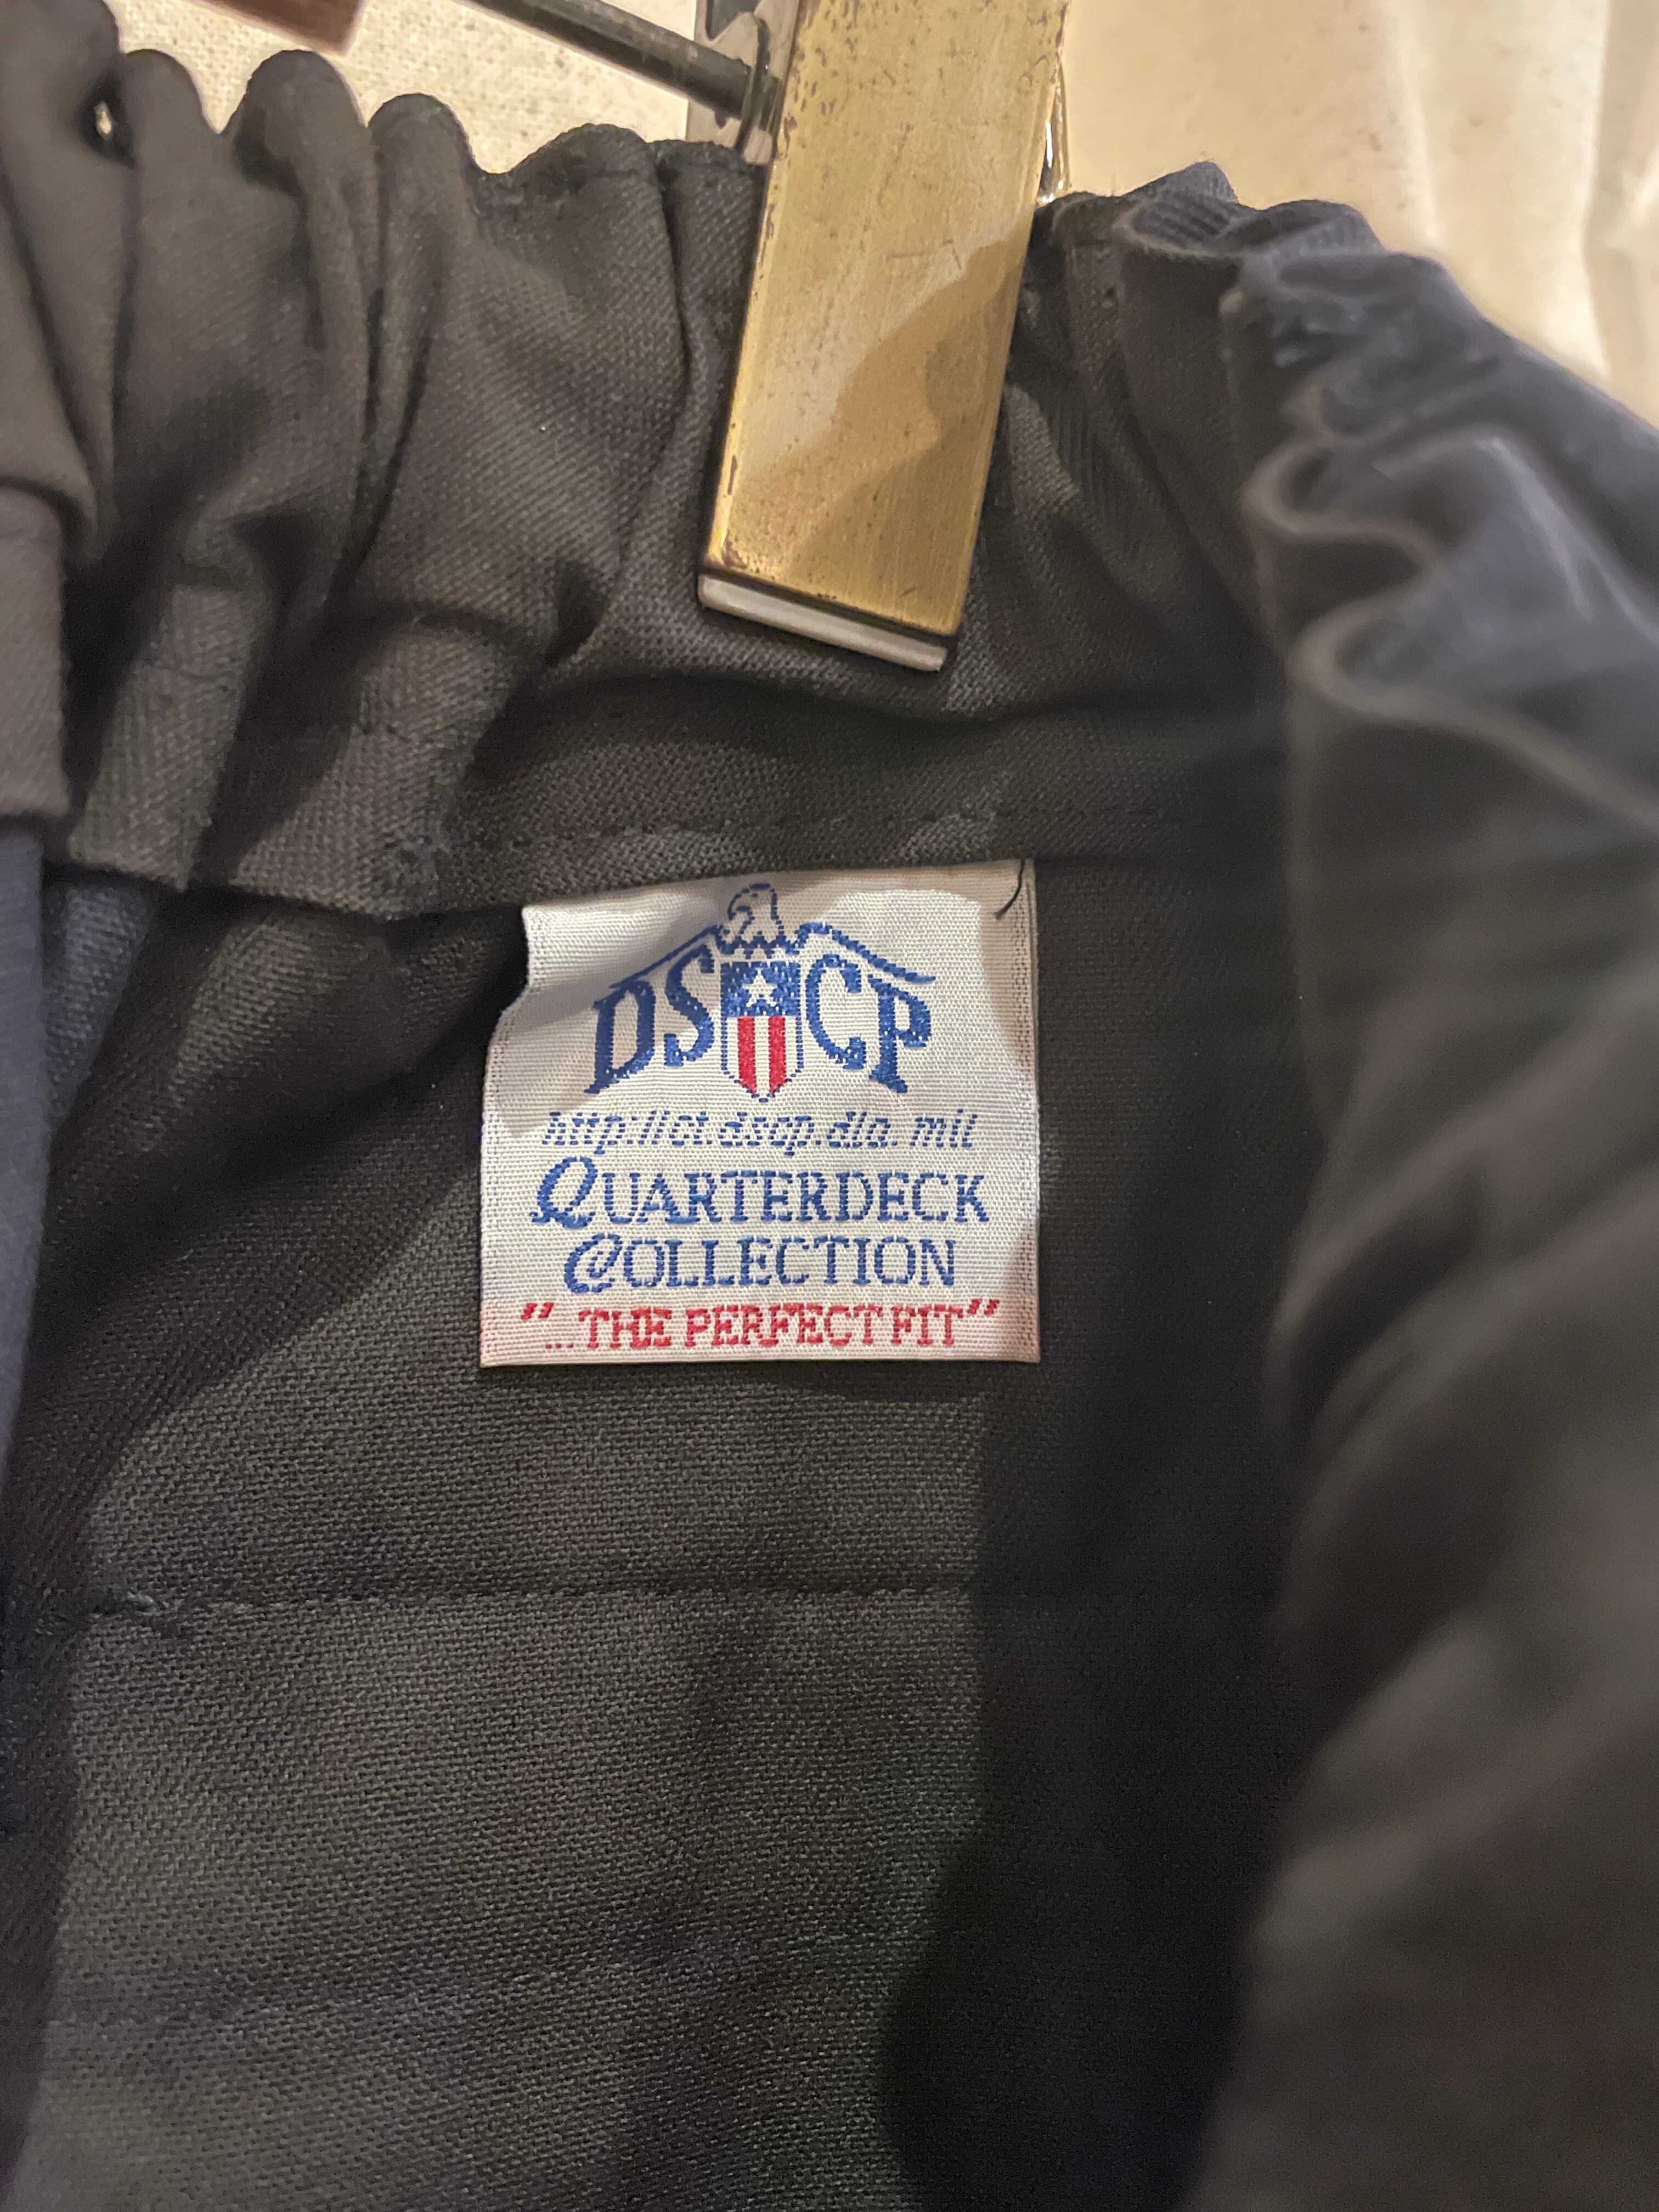 DSCP
http://ct.dscp.dla.mil
QUARTERDECK
COLLECTION
"...THE PERFECT FIT"